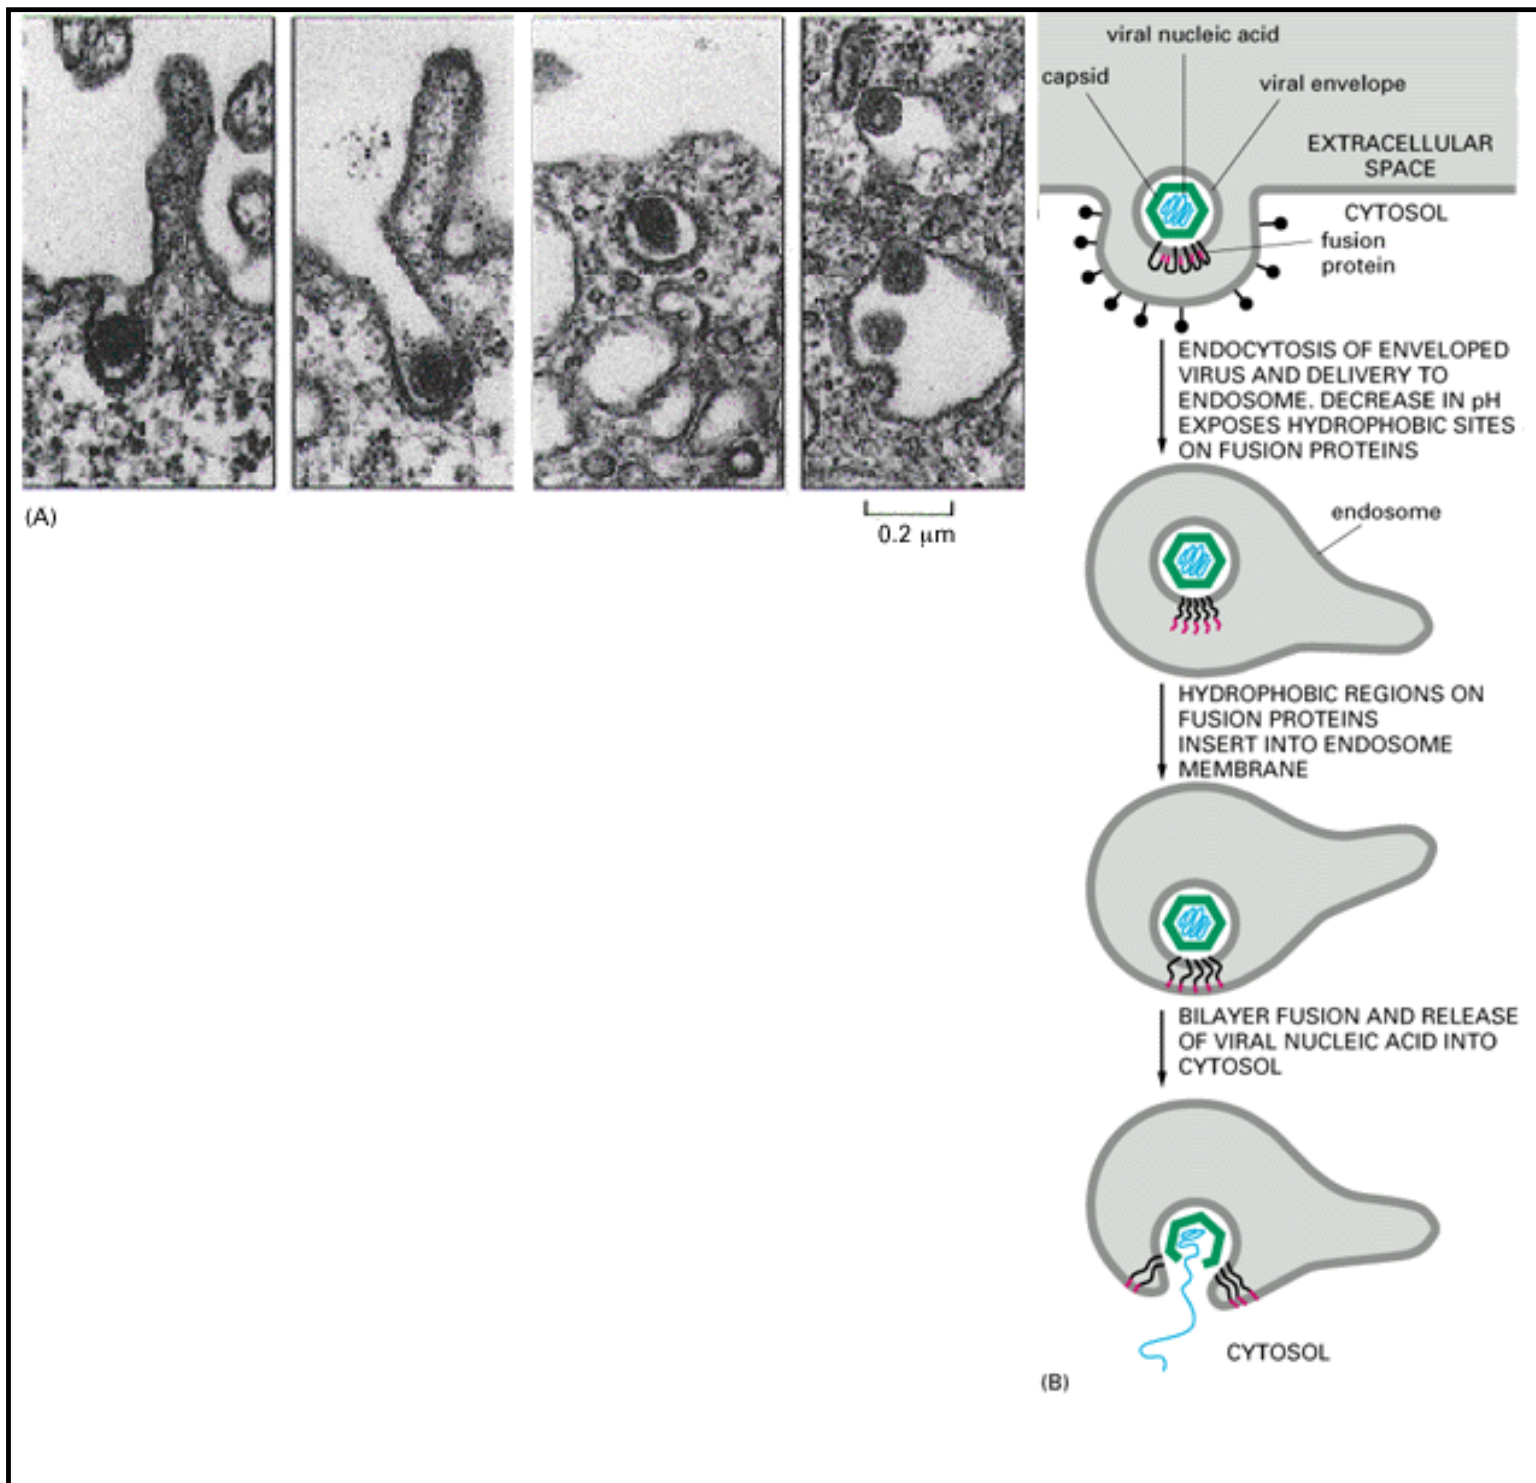 (A)
0.2 μm
viral nucleic acid
capsid
viral envelope
EXTRACELLULAR
SPACE
CYTOSOL
fusion
protein
ENDOCYTOSIS OF ENVELOPED
VIRUS AND DELIVERY TO
ENDOSOME. DECREASE IN pH
EXPOSES HYDROPHOBIC SITES
ON FUSION PROTEINS
endosome
HYDROPHOBIC REGIONS ON
FUSION PROTEINS
INSERT INTO ENDOSOME
MEMBRANE
BILAYER FUSION AND RELEASE
OF VIRAL NUCLEIC ACID INTO
CYTOSOL
CYTOSOL
(B)